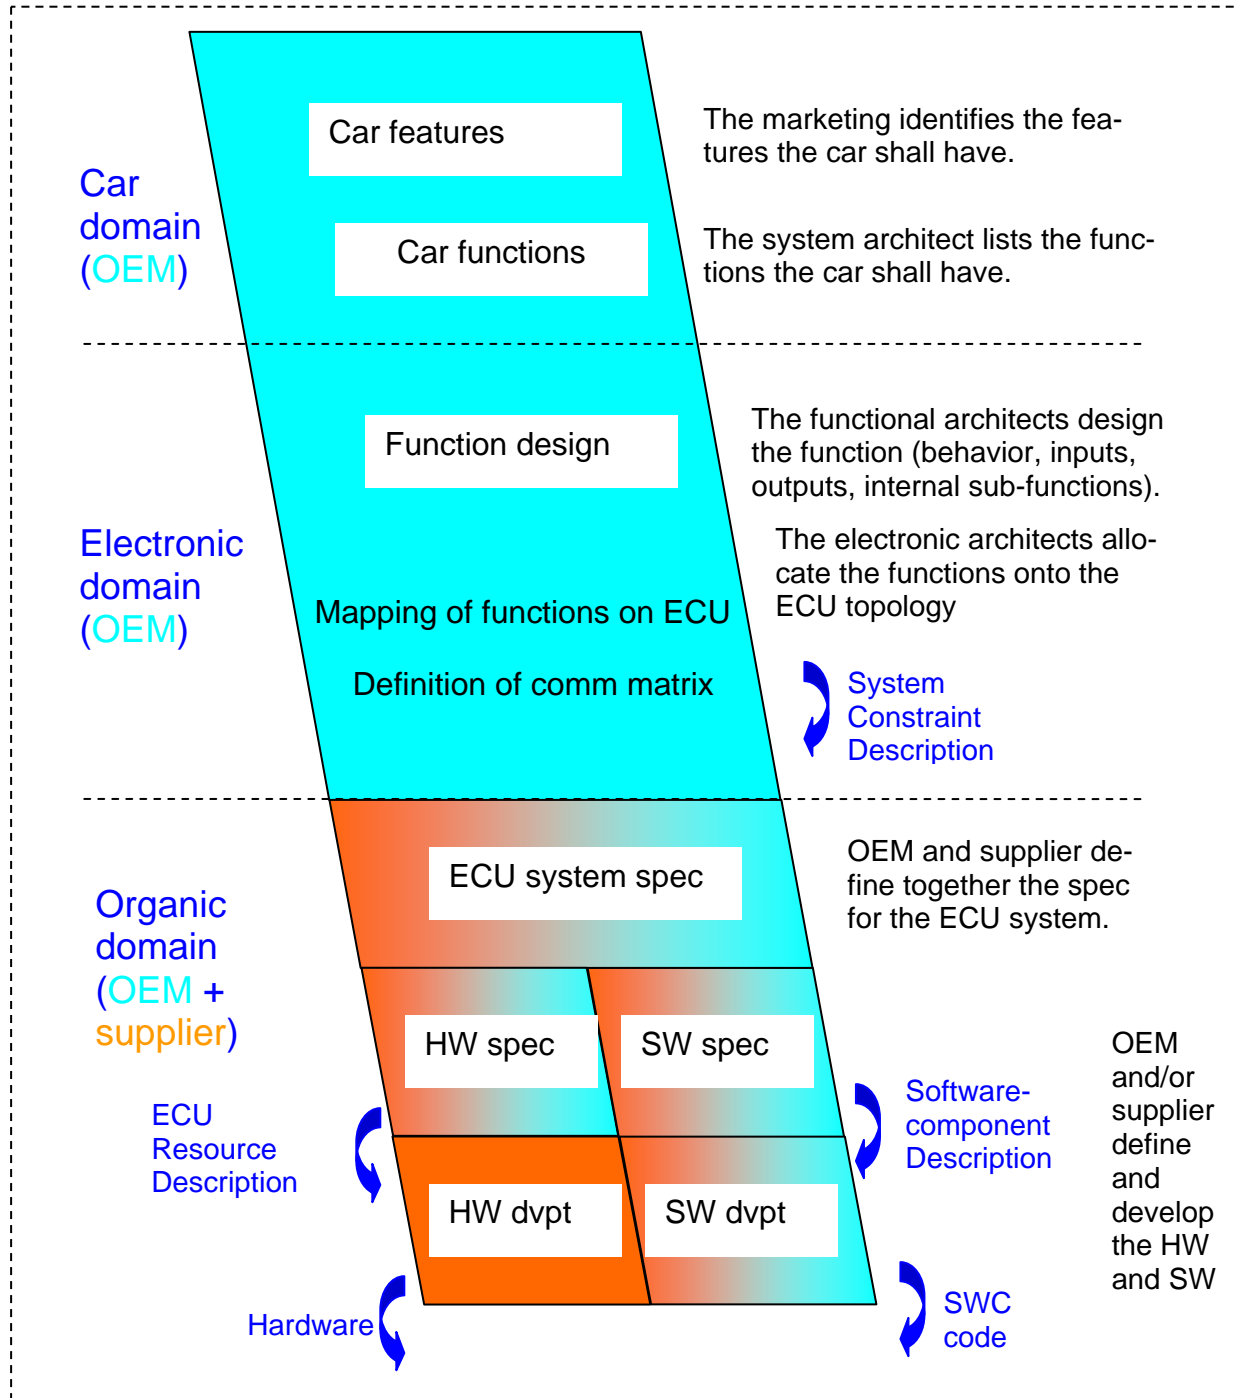 Car features
The marketing identifies the fea-
tures the car shall have.
Car
domain
(OEM)
Car functions
The system architect lists the func-
tions the car shall have.
Function design
The functional architects design
the function (behavior, inputs,
outputs, internal sub-functions).
Electronic
domain
(OEM)
The electronic architects allo-
cate the functions onto the
ECU topology
Mapping of functions on ECU
Definition of comm matrix
System
Constraint
Description
ECU system spec
OEM and supplier de-
fine together the spec
for the ECU system.
Organic
domain
(OEM +
supplier)
HW spec
SW spec
ECU
Resource
Description
Software-
component
Description
OEM
and/or
supplier
define
and
develop
the HW
and SW
HW dvpt
SW dvpt
Hardware
SWC
code